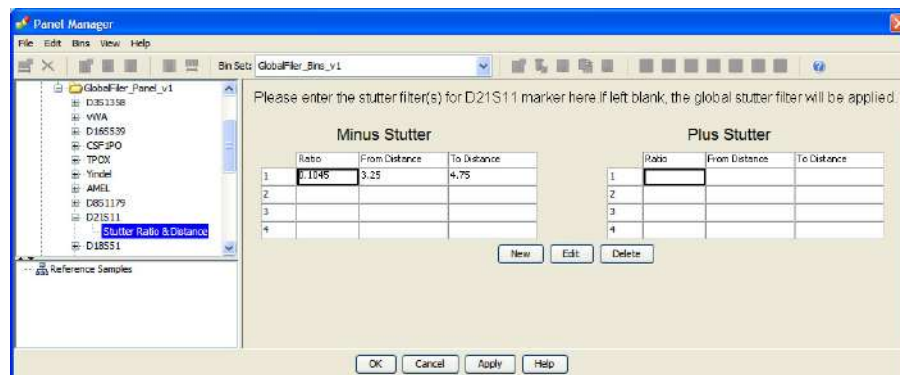 Panel Manager
File Edit Bins View Help
Bin Set: GlobalFiler_Bins_v1
GlobalFiler_Panel_v1
D3S1358
vWA
D16S539
CSF1PO
TPOX
Yindel
AMEL
D8S1179
D21S11
Stutter Ratio & Distance
D18S51
Reference Samples
Please enter the stutter filter(s) for D21S11 marker here.If left blank, the global stutter filter will be applied.
Minus Stutter
Ratio From Distance To Distance
1 0.1045 3.25 4.75
2
3
4
Plus Stutter
Ratio From Distance To Distance
1
2
3
4
New Edit Delete
OK Cancel Apply Help